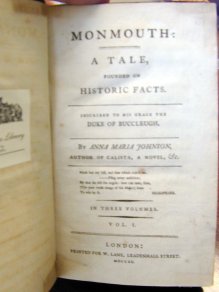 MONMOUTH:
A TALE,
FOUNDED ON
HISTORIC FACTS.
INSCRIBED TO HIS GRACE THE
DUKE OF BUCCLEUGH.
BY ANNA MARIA JOHNSON,
AUTHOR OF CALISTA, A NOVEL, &c.
IN THREE VOLUMES.
VOL. I.
LONDON:
PRINTED FOR W. LANE, LEADENHALL STREET.
Library